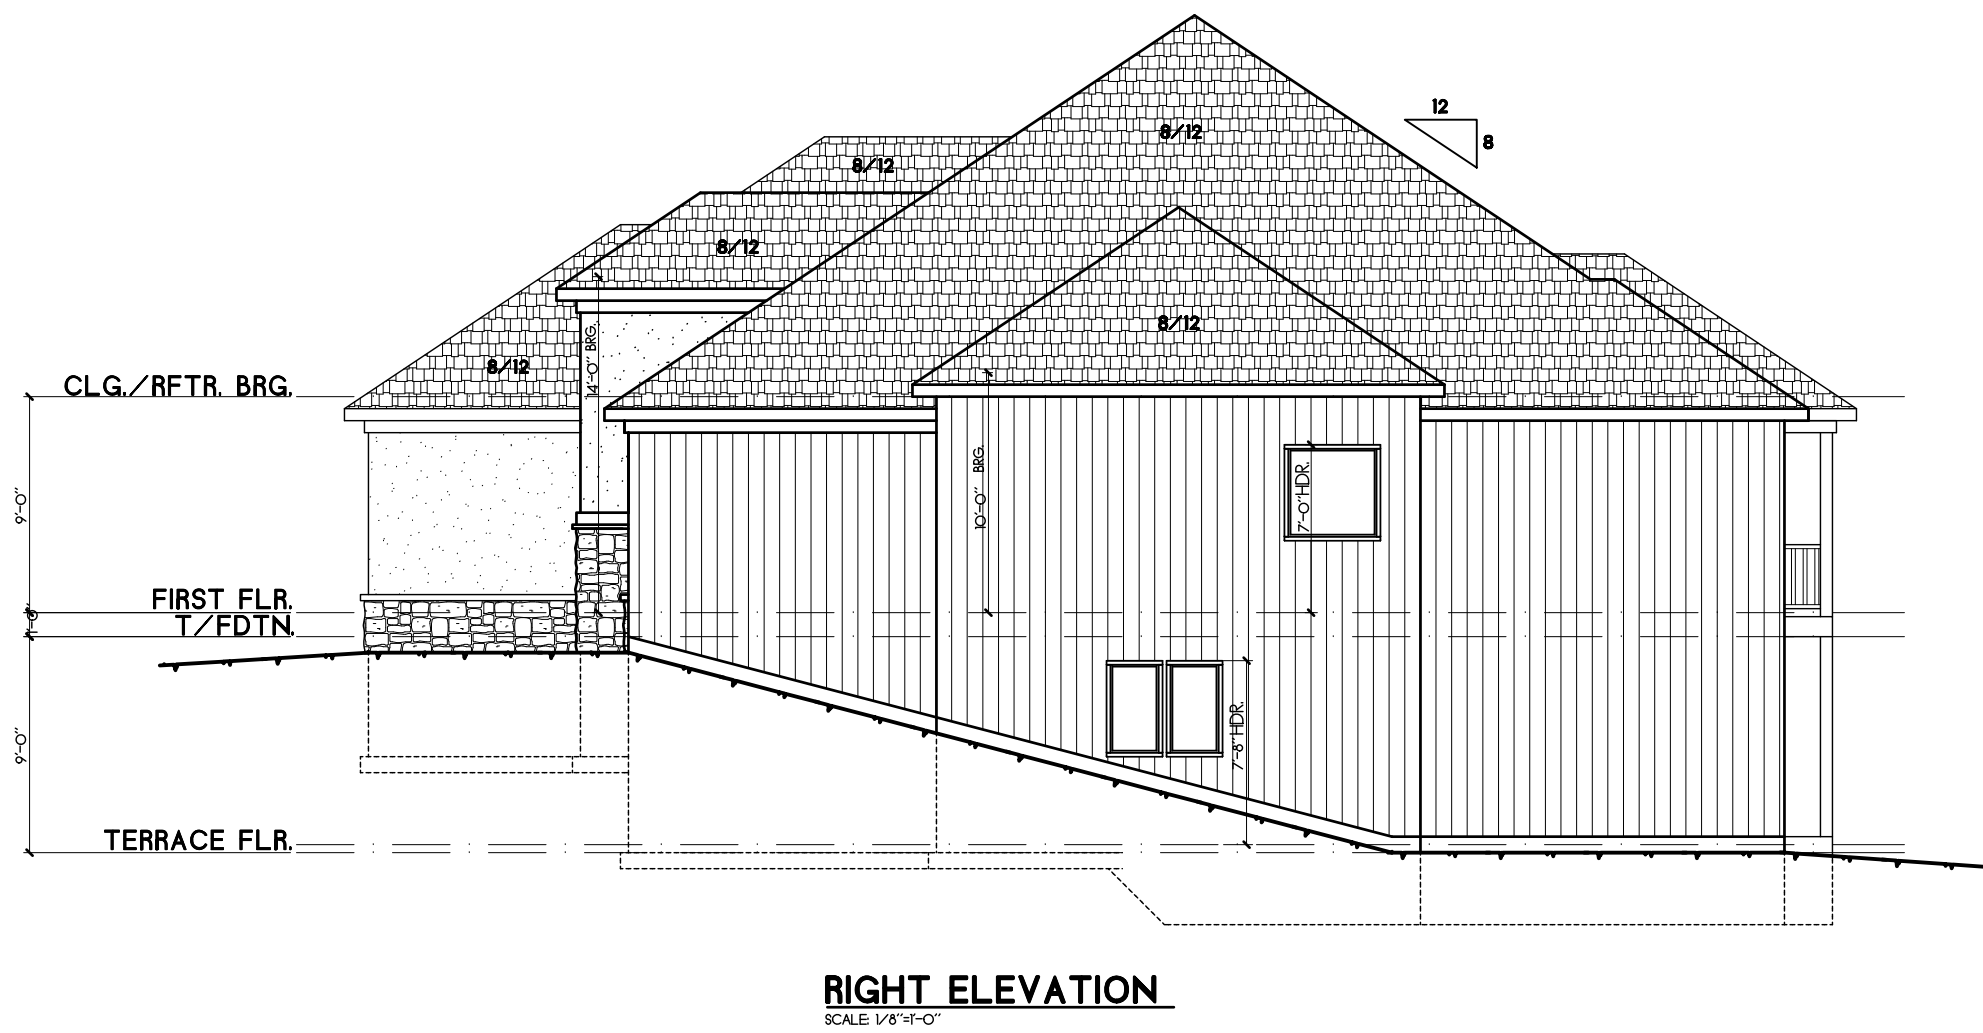 12
8
8/12
8/12
8/12
8/12
8/12
14'-0" BRG.
CLG./RFTR. BRG.
9'-0"
10'-0" BRG.
7'-0" HDR.
FIRST FLR.
1'-0"
T/FDTN.
9'-0"
7'-8" HDR.
TERRACE FLR.
RIGHT ELEVATION
SCALE: 1/8"=1'-0"